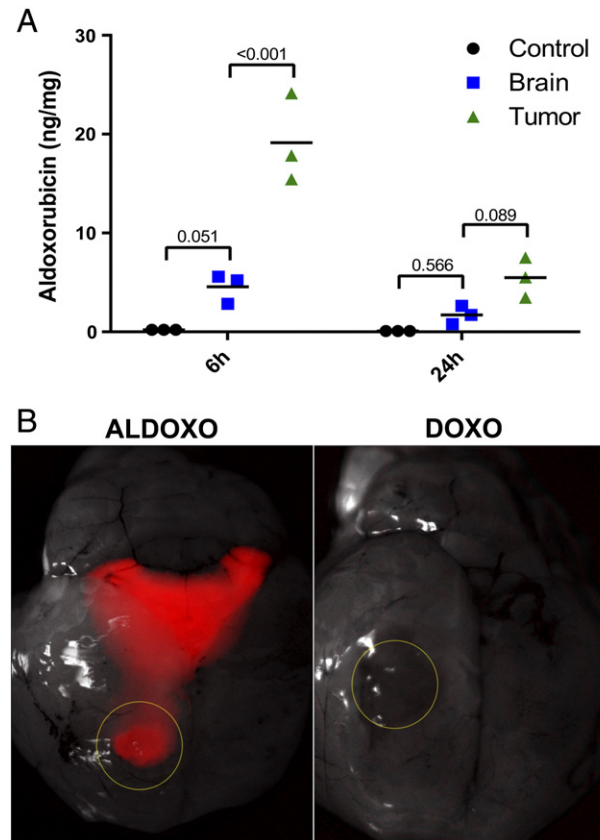 A
30
20
10
0
Aldoxorubicin (ng/mg)
<0.001
0.051
0.089
0.566
Control
Brain
Tumor
6h
24h
B
ALDOXO
DOXO